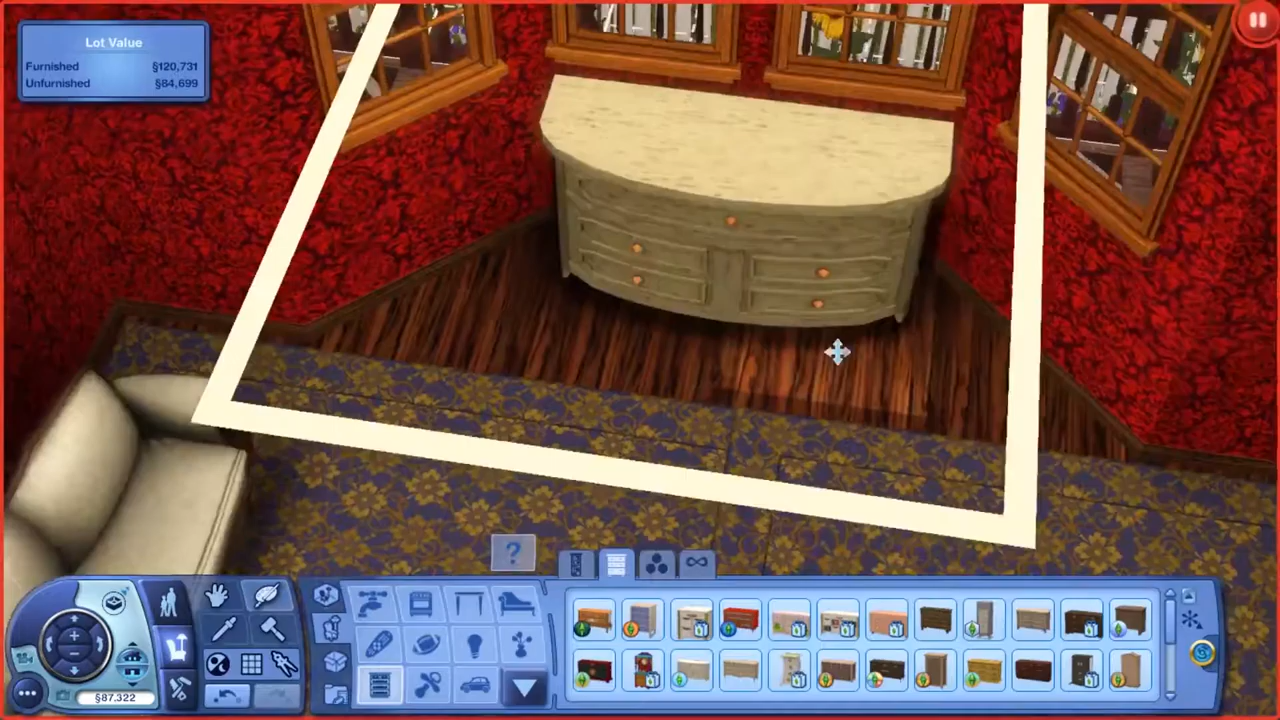 Lot Value
Furnished §120,731
Unfurnished §84,699
?
§87,322